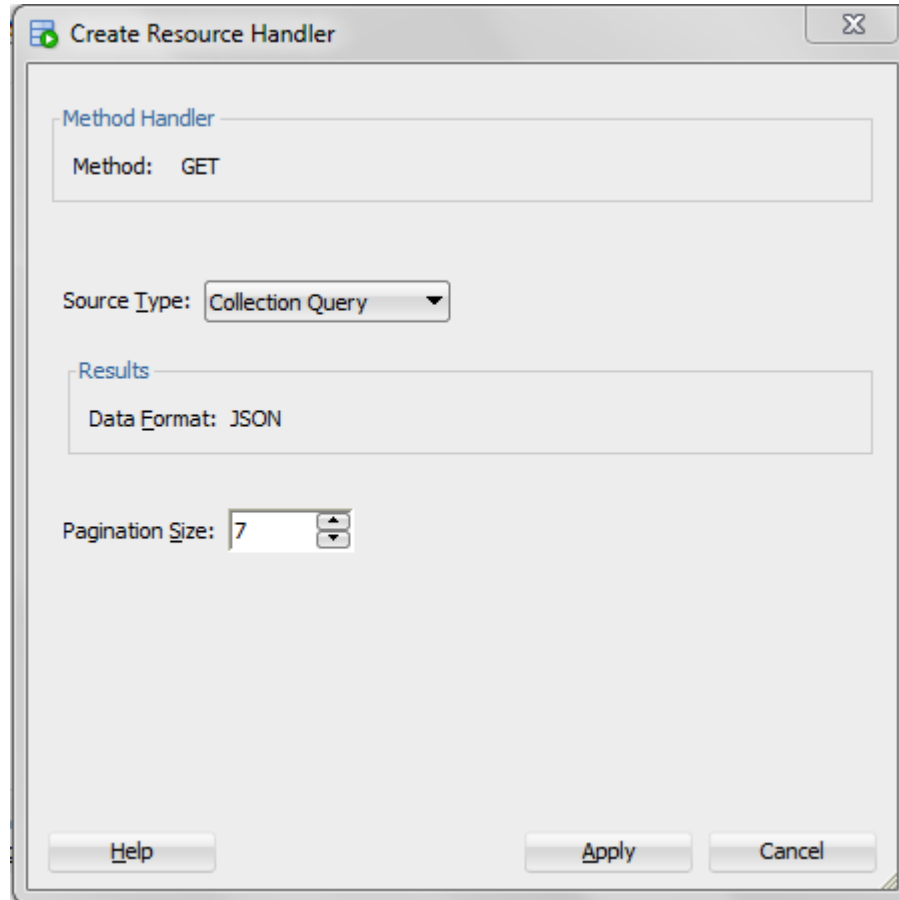 Create Resource Handler
Method Handler
Method: GET
Source Type: Collection Query
Results
Data Format: JSON
Pagination Size: 7
Help Apply Cancel